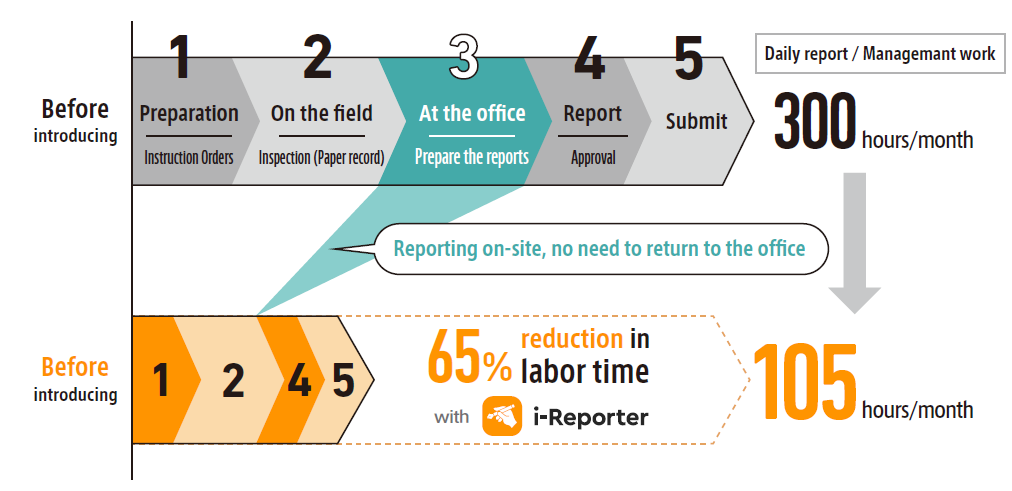 Daily report / Managemant work
Before
introducing
1
Preparation
Instruction Orders
2
On the field
Inspection (Paper record)
3
At the office
Prepare the reports
4
Report
Approval
5
Submit
300 hours/month
Reporting on-site, no need to return to the office
Before
introducing
1
2
4
5
65% reduction in
labor time
with i-Reporter
105 hours/month